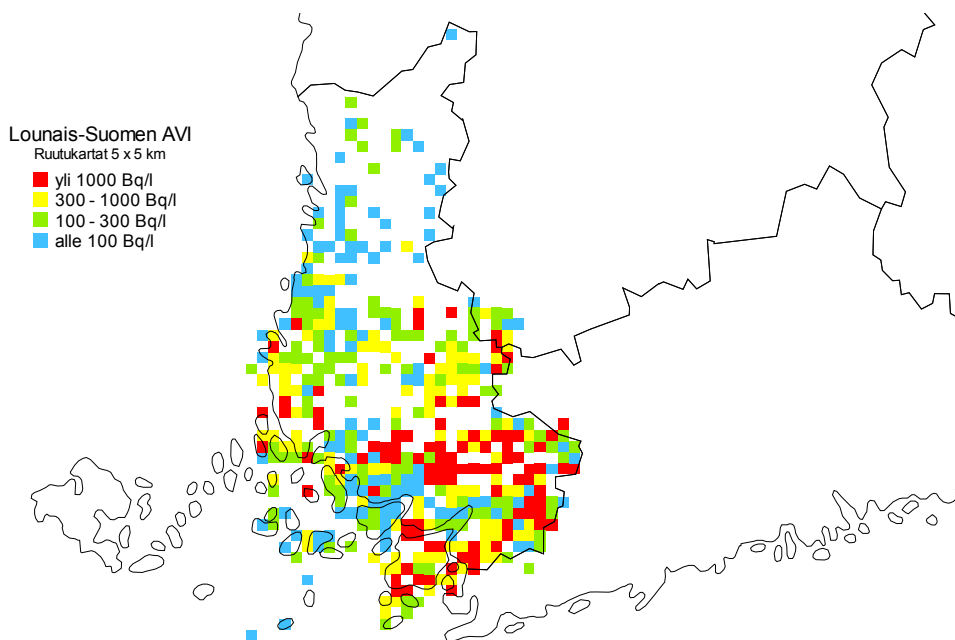 Lounais-Suomen AVI
Ruutukartat 5 x 5 km
yli 1000 Bq/l
300 - 1000 Bq/l
100 - 300 Bq/l
alle 100 Bq/l